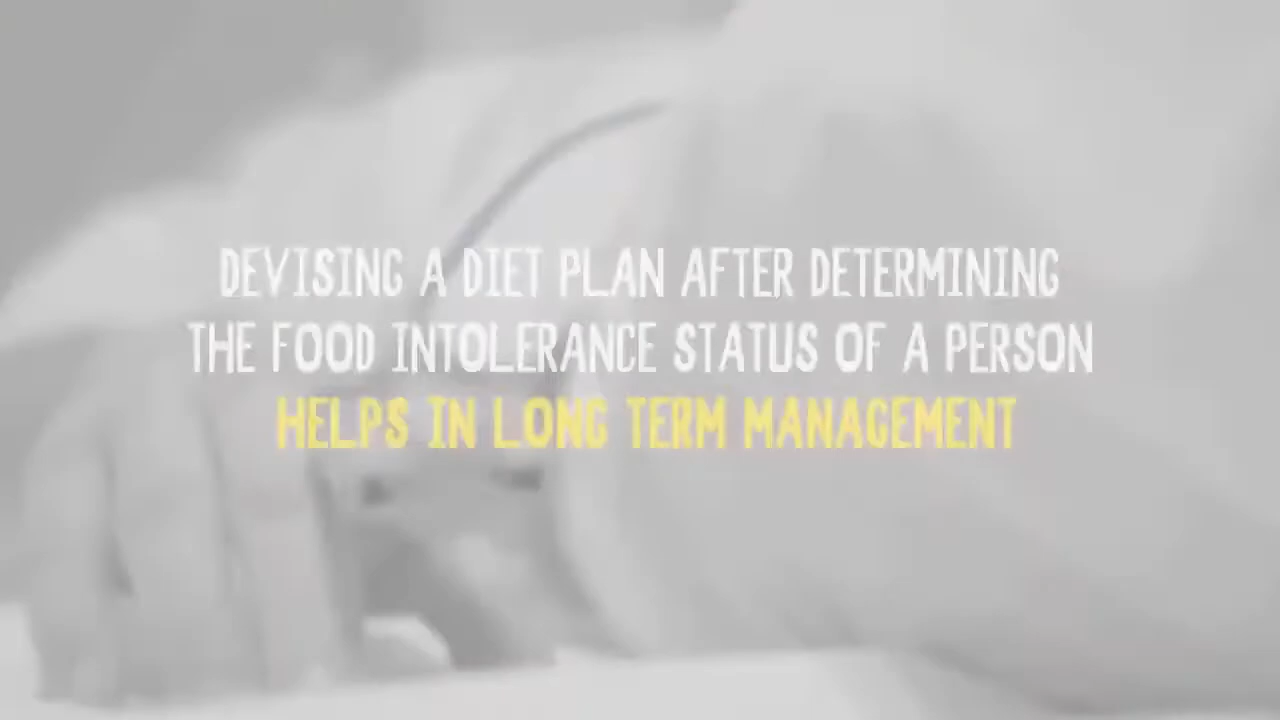 DEVISING A DIET PLAN AFTER DETERMINING
THE FOOD INTOLERANCE STATUS OF A PERSON
HELPS IN LONG TERM MANAGEMENT